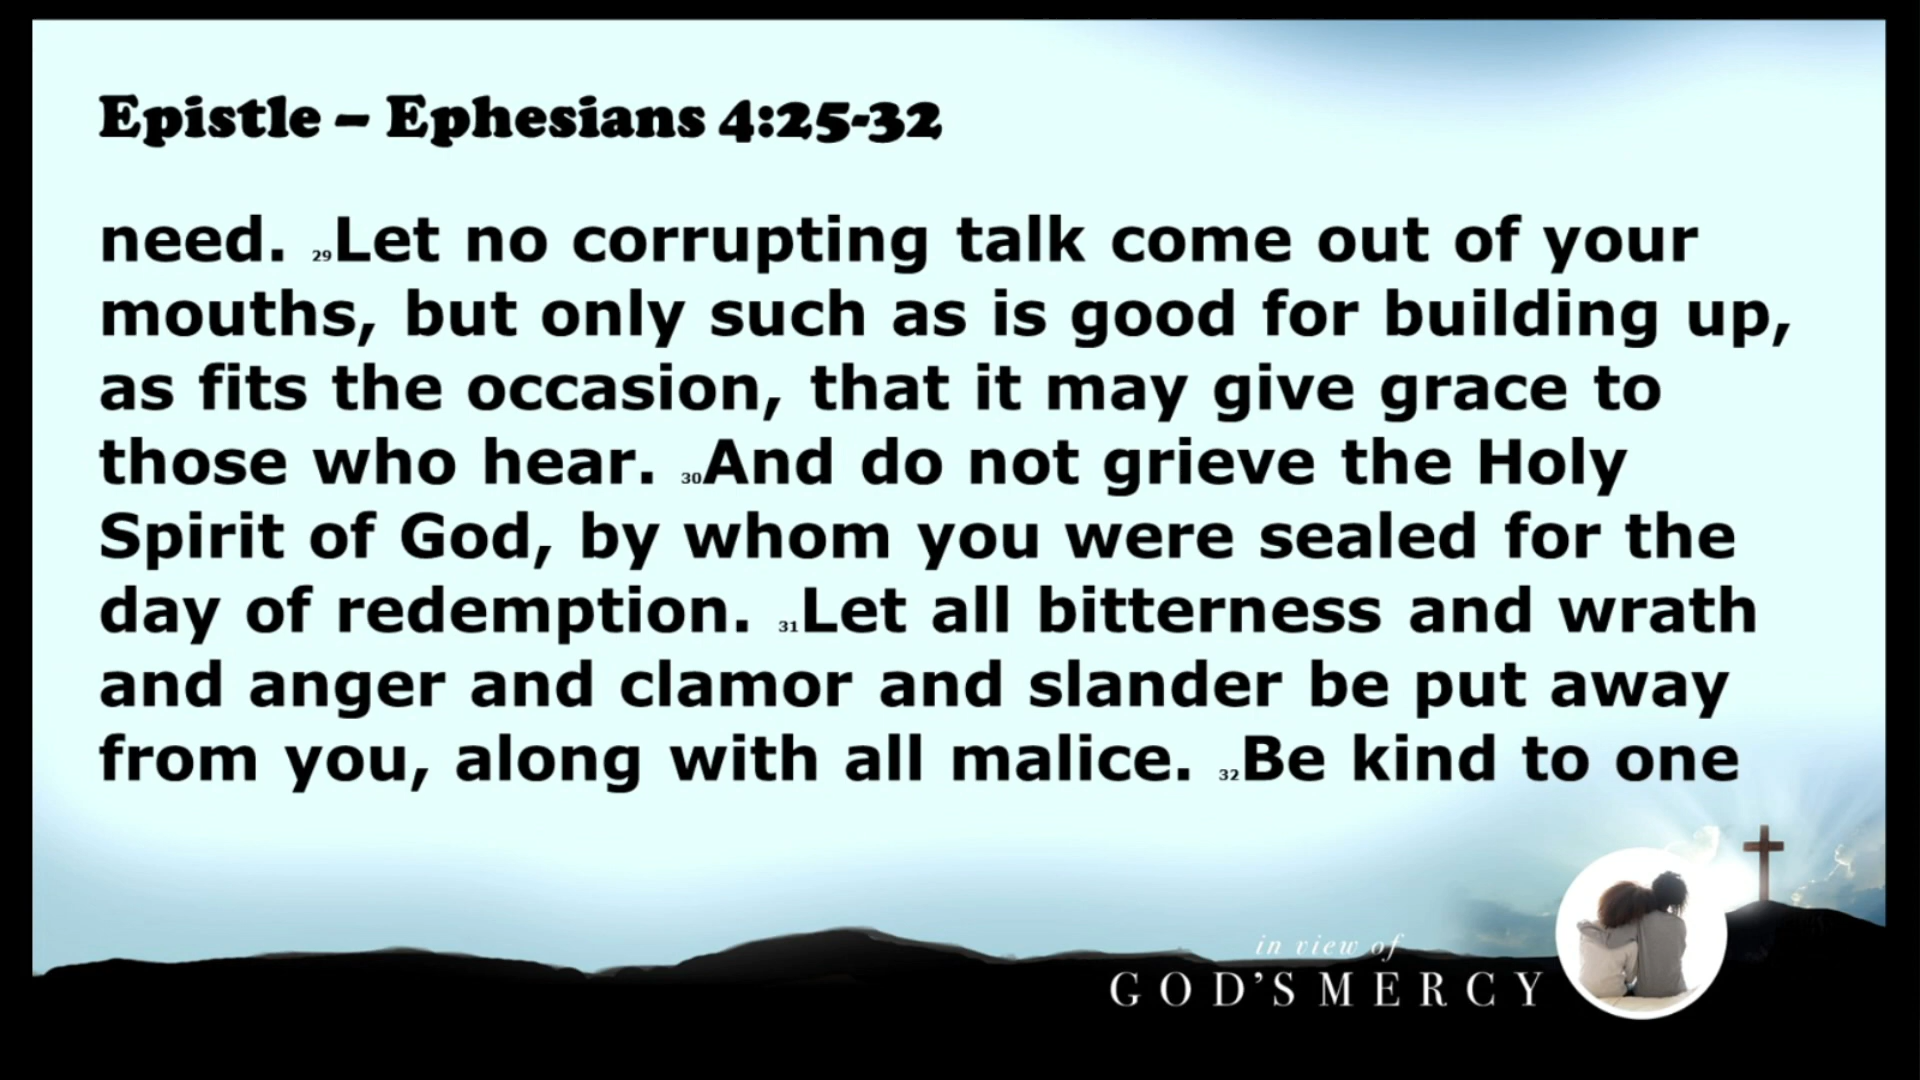 Epistle – Ephesians 4:25-32
need. 29Let no corrupting talk come out of your
mouths, but only such as is good for building up,
as fits the occasion, that it may give grace to
those who hear. 30And do not grieve the Holy
Spirit of God, by whom you were sealed for the
day of redemption. 31Let all bitterness and wrath
and anger and clamor and slander be put away
from you, along with all malice. 32Be kind to one
in view of
GOD'S MERCY